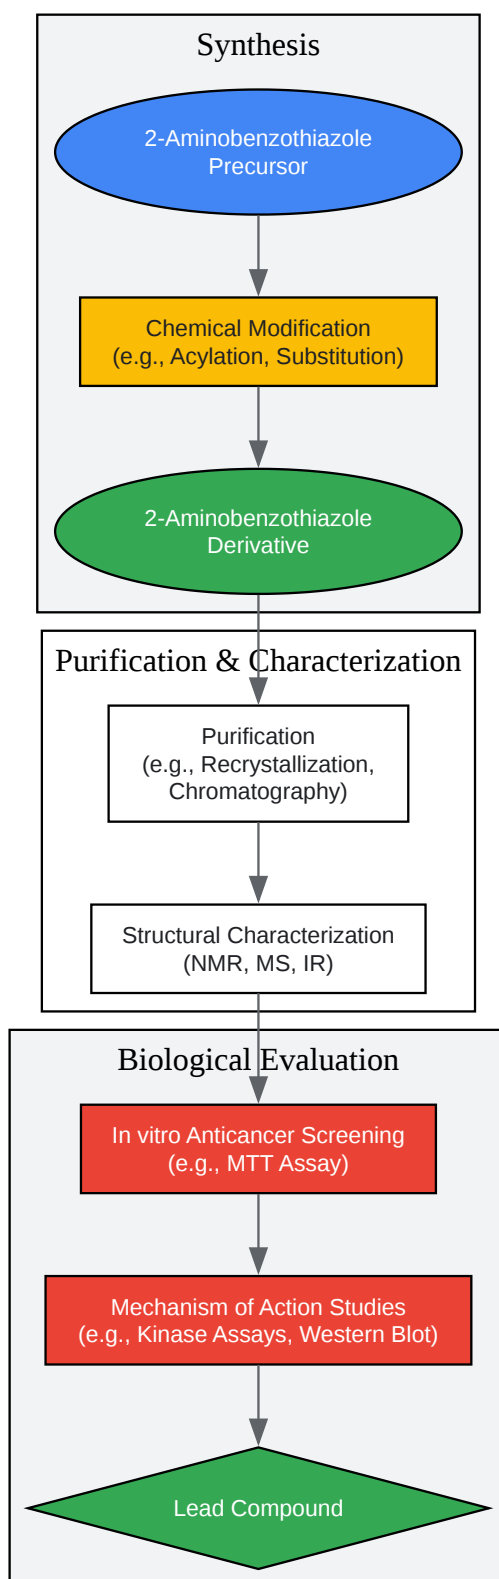 Synthesis
2-Aminobenzothiazole
Precursor
Chemical Modification
(e.g., Acylation, Substitution)
2-Aminobenzothiazole
Derivative
Purification & Characterization
Purification
(e.g., Recrystallization,
Chromatography)
Structural Characterization
(NMR, MS, IR)
Biological Evaluation
In vitro Anticancer Screening
(e.g., MTT Assay)
Mechanism of Action Studies
(e.g., Kinase Assays, Western Blot)
Lead Compound